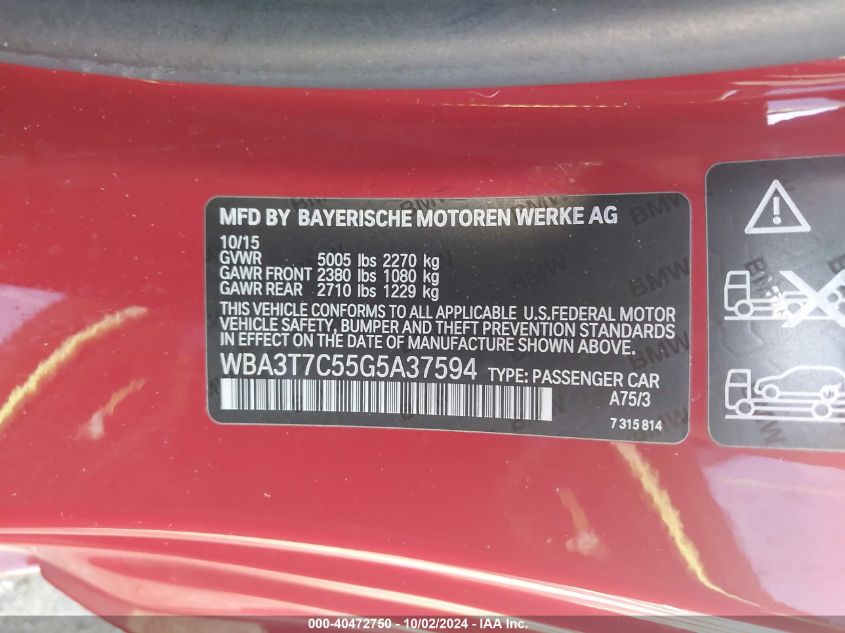 MFD BY BAYERISCHE MOTOREN WERKE AG
10/15
GVWR 5005 lbs 2270 kg
GAWR FRONT 2380 lbs 1080 kg
GAWR REAR 2710 lbs 1229 kg
THIS VEHICLE CONFORMS TO ALL APPLICABLE U.S.FEDERAL MOTOR
VEHICLE SAFETY, BUMPER AND THEFT PREVENTION STANDARDS
IN EFFECT ON THE DATE OF MANUFACTURE SHOWN ABOVE.
WBA3T7C55G5A37594 TYPE: PASSENGER CAR
A75/3
7 315 814
000-40472750 - 10/02/2024 - IAA Inc.